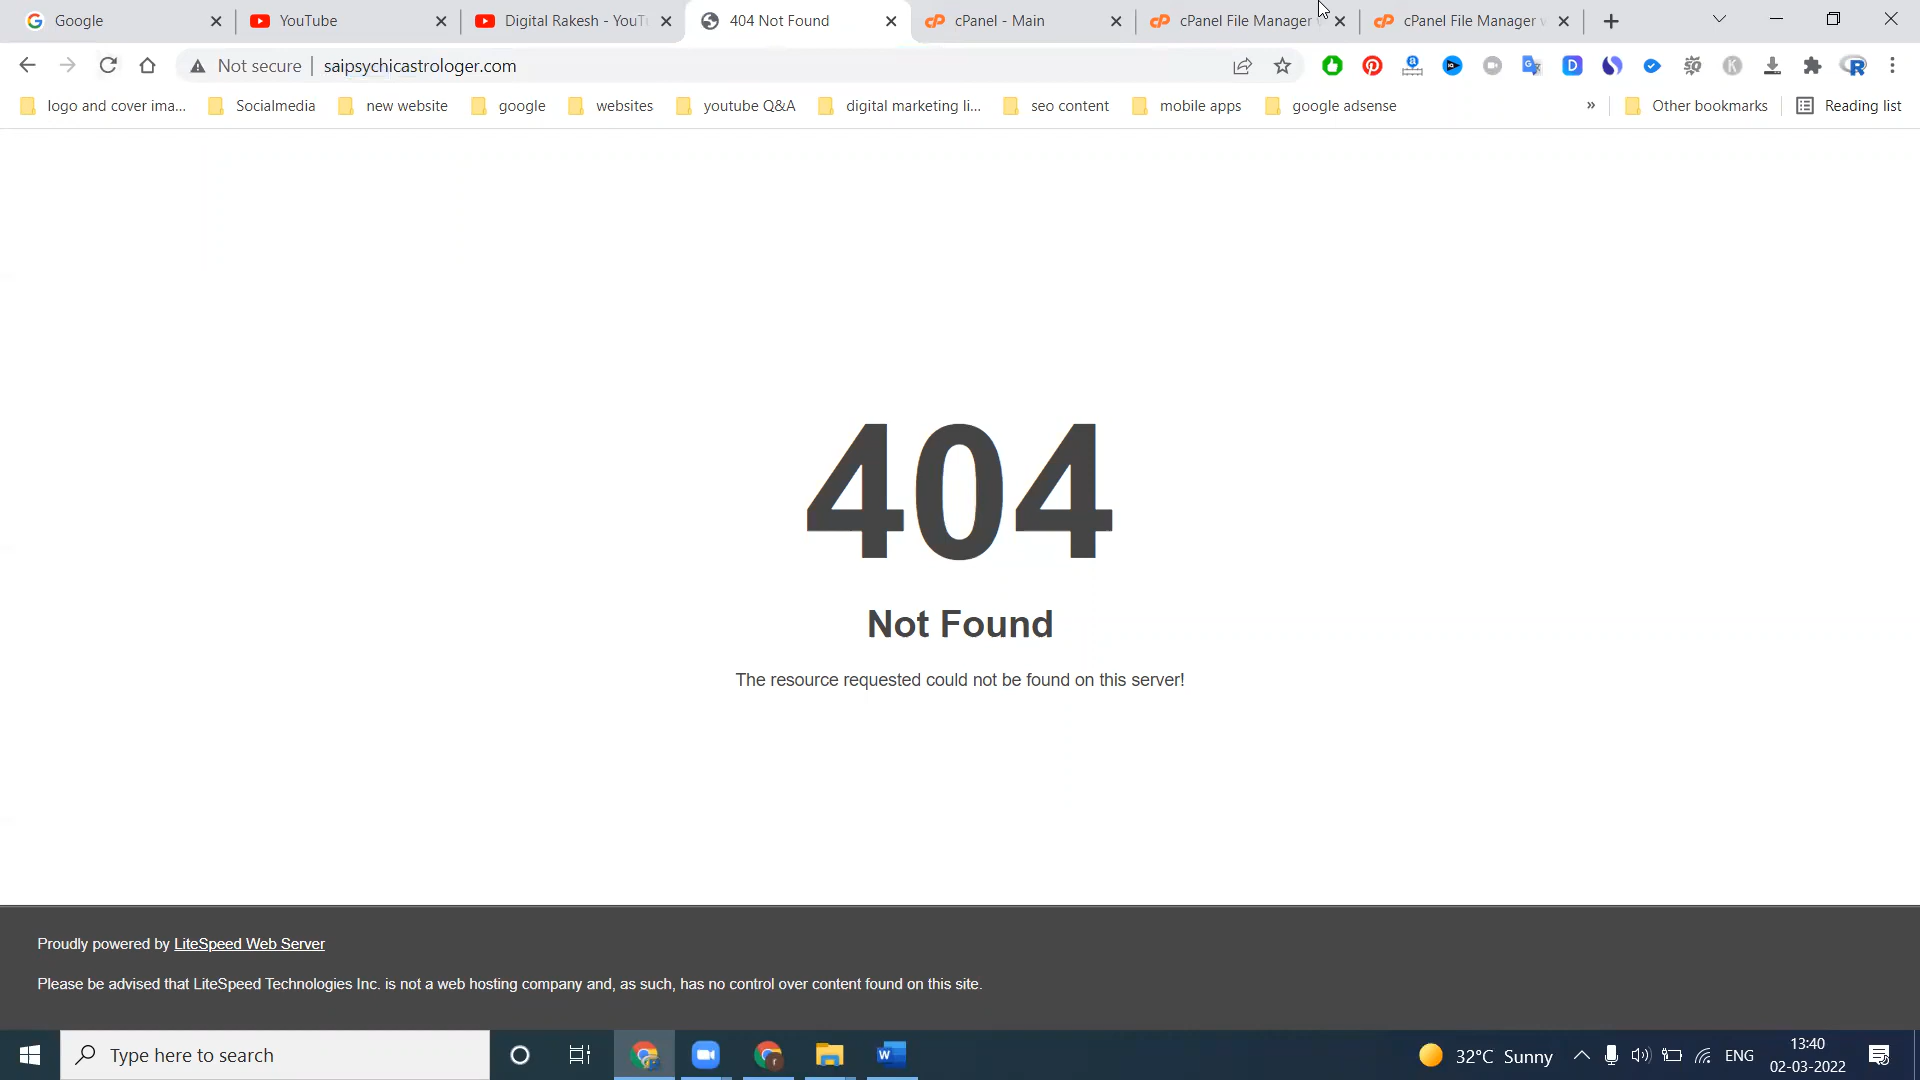 Google
YouTube
Digital Rakesh - YouT
404 Not Found
cPanel - Main
cPanel File Manager
cPanel File Manager
Not secure
saipsychicastrologer.com
logo and cover ima...
Socialmedia
new website
google
websites
youtube Q&A
digital marketing li...
seo content
mobile apps
google adsense
»
Other bookmarks
Reading list
404
Not Found
The resource requested could not be found on this server!
Proudly powered by LiteSpeed Web Server
Please be advised that LiteSpeed Technologies Inc. is not a web hosting company and, as such, has no control over content found on this site.
Type here to search
32°C Sunny
ENG
13:40
02-03-2022